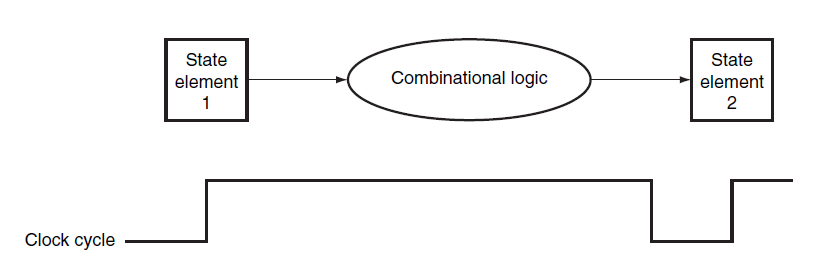 State
element
1
Combinational logic
State
element
2
Clock cycle